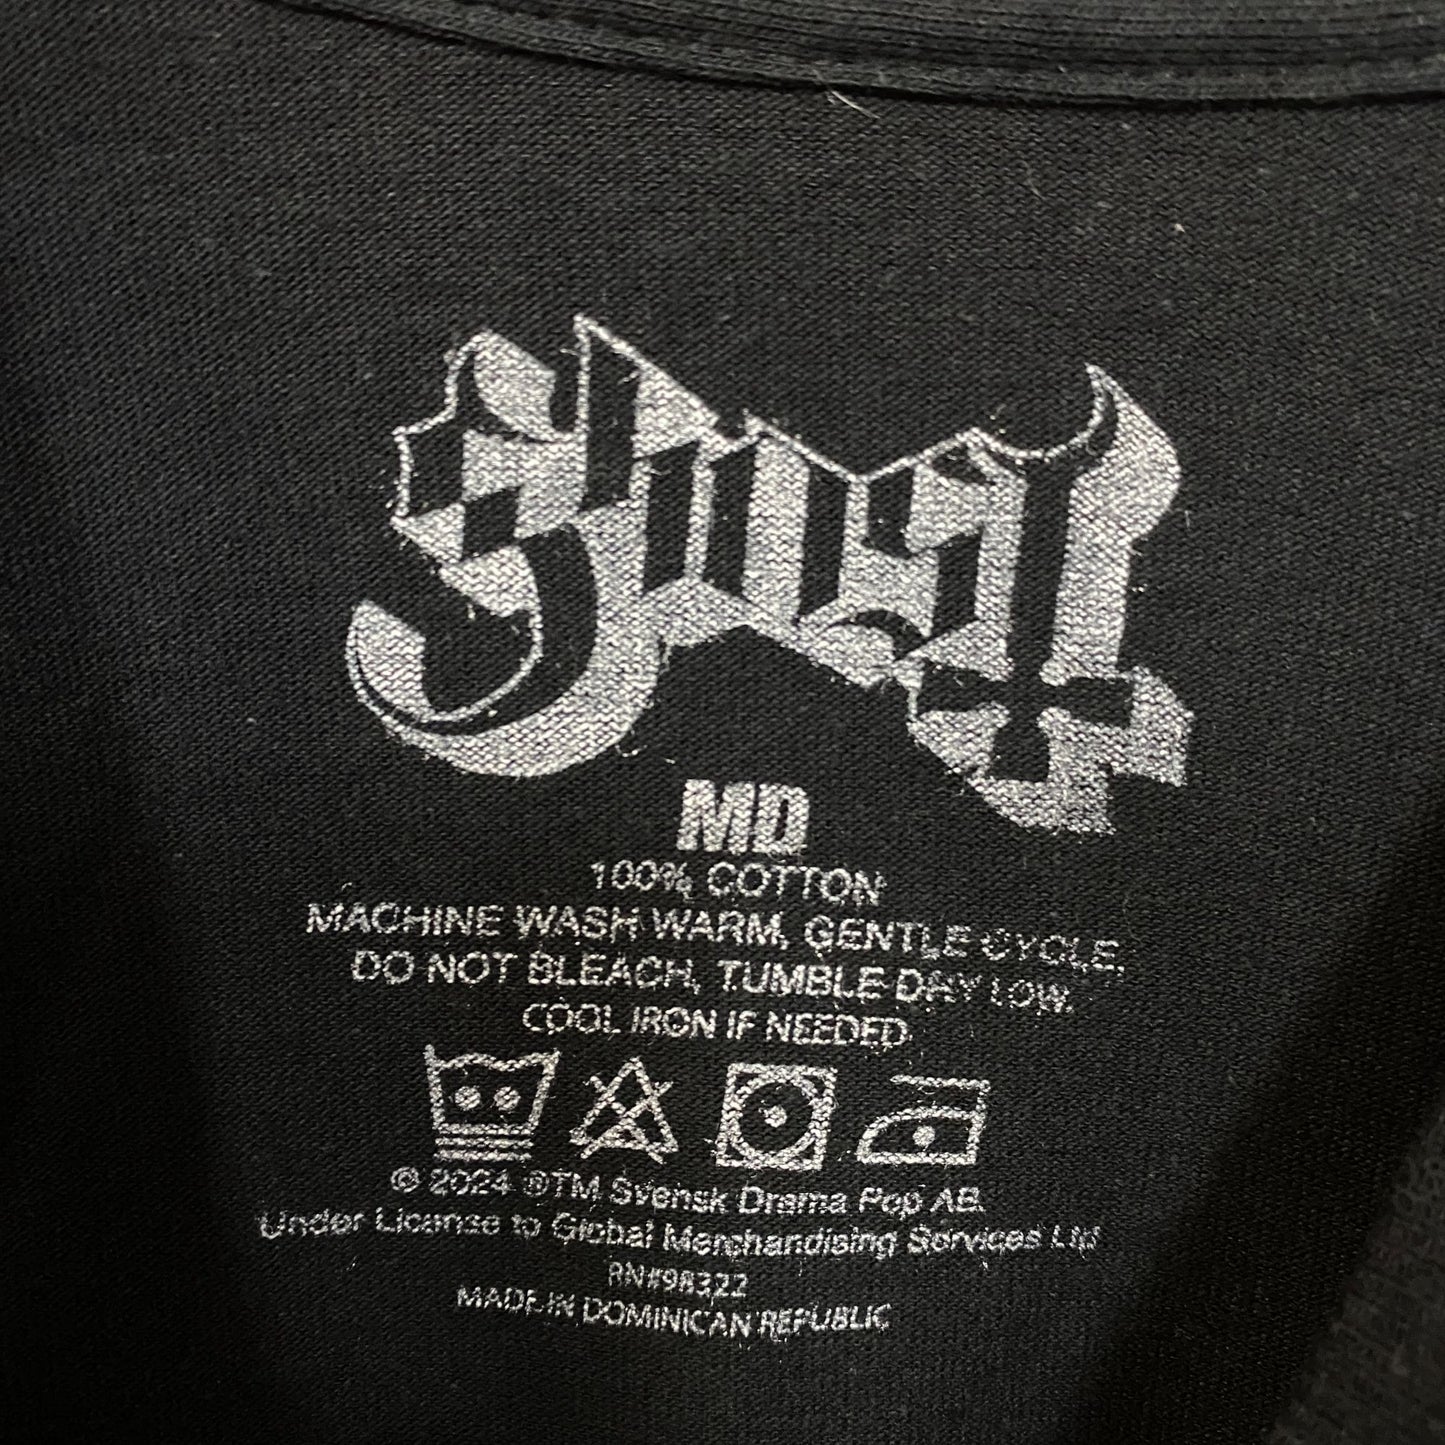 Ghost
MD
100% COTTON
MACHINE WASH WARM, GENTLE CYCLE,
DO NOT BLEACH, TUMBLE DRY LOW.
COOL IRON IF NEEDED.
© 2024 ®TM Svensk Drama Pop AB.
Under License to Global Merchandising Services Ltd
RN#98322
MADE IN DOMINICAN REPUBLIC